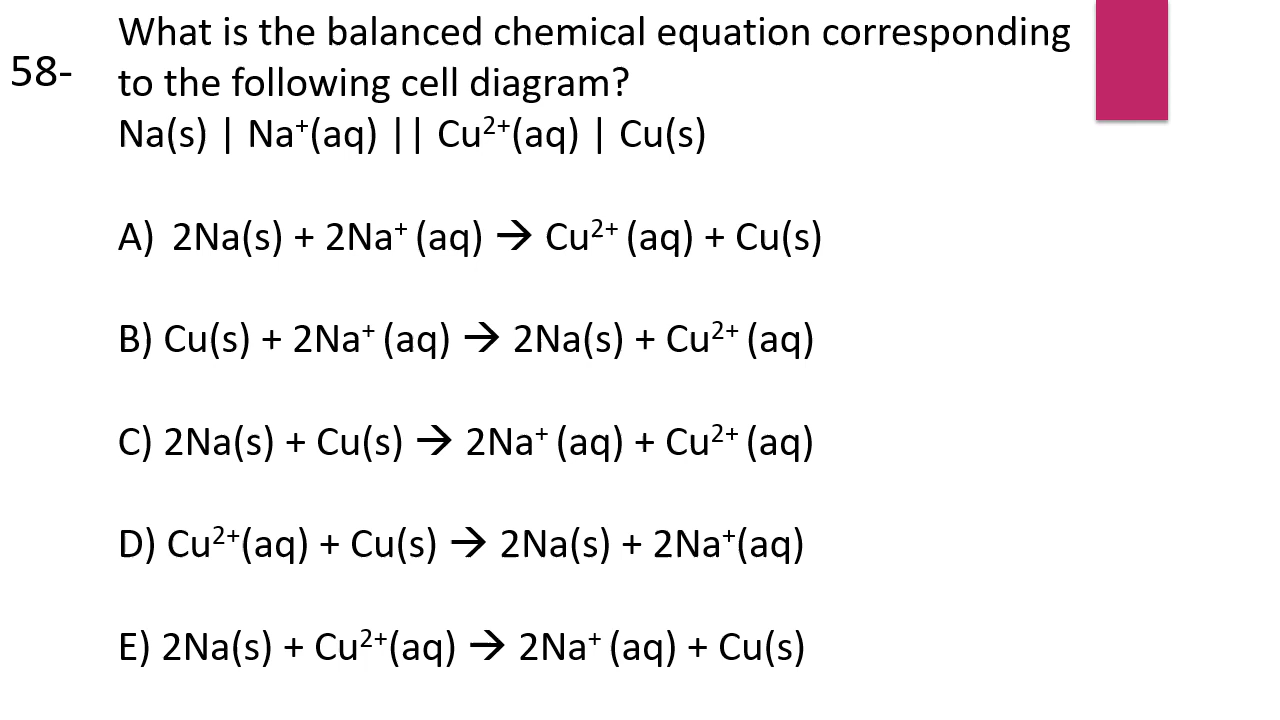 58-
What is the balanced chemical equation corresponding
to the following cell diagram?
Na(s) | Na⁺(aq) || Cu²⁺(aq) | Cu(s)
A) 2Na(s) + 2Na⁺ (aq) → Cu²⁺ (aq) + Cu(s)
B) Cu(s) + 2Na⁺ (aq) → 2Na(s) + Cu²⁺ (aq)
C) 2Na(s) + Cu(s) → 2Na⁺ (aq) + Cu²⁺ (aq)
D) Cu²⁺(aq) + Cu(s) → 2Na(s) + 2Na⁺(aq)
E) 2Na(s) + Cu²⁺(aq) → 2Na⁺ (aq) + Cu(s)